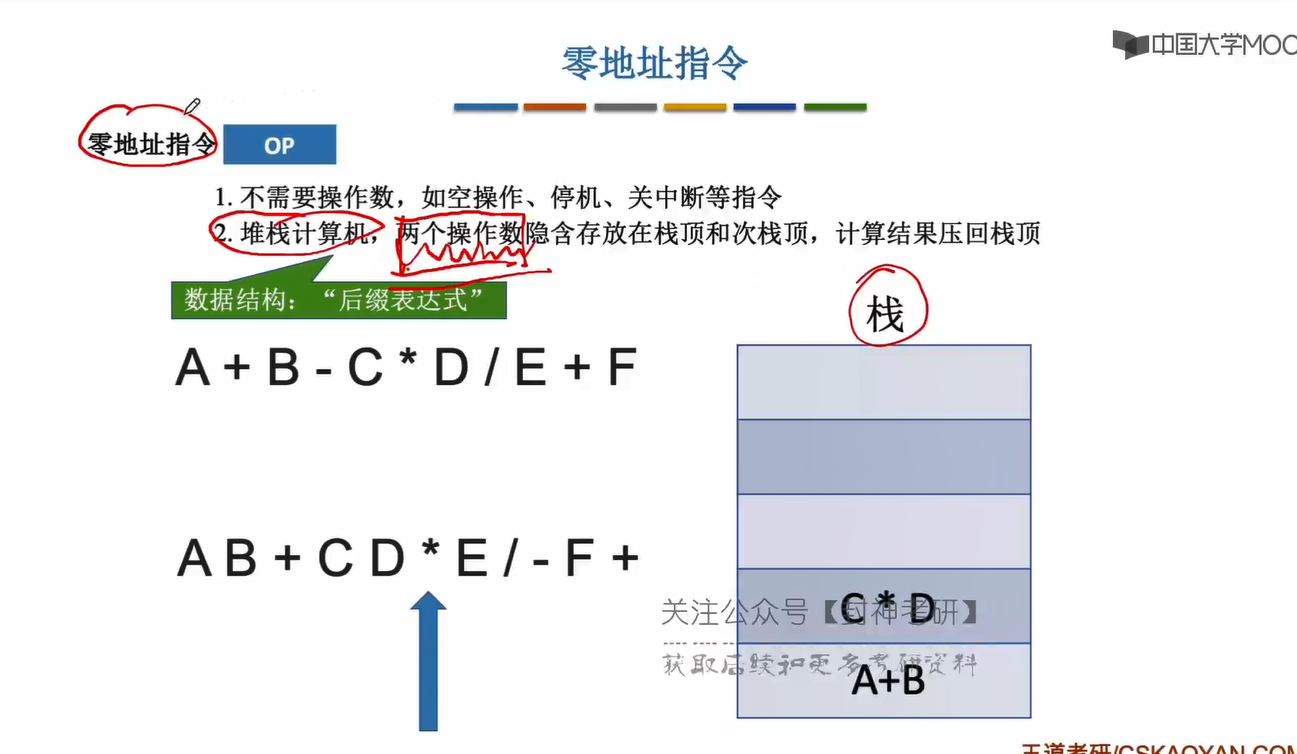 中国大学MOO
零地址指令
零地址指令 OP
1. 不需要操作数，如空操作、停机、关中断等指令
2. 堆栈计算机，两个操作数隐含存放在栈顶和次栈顶，计算结果压回栈顶
数据结构：“后缀表达式”
栈
A + B - C * D / E + F
A B + C D * E / - F +
C * D
关注公众号【封神考研】
获取后续和更多考研资料
A+B
王道考研/CSKAOYAN.COM